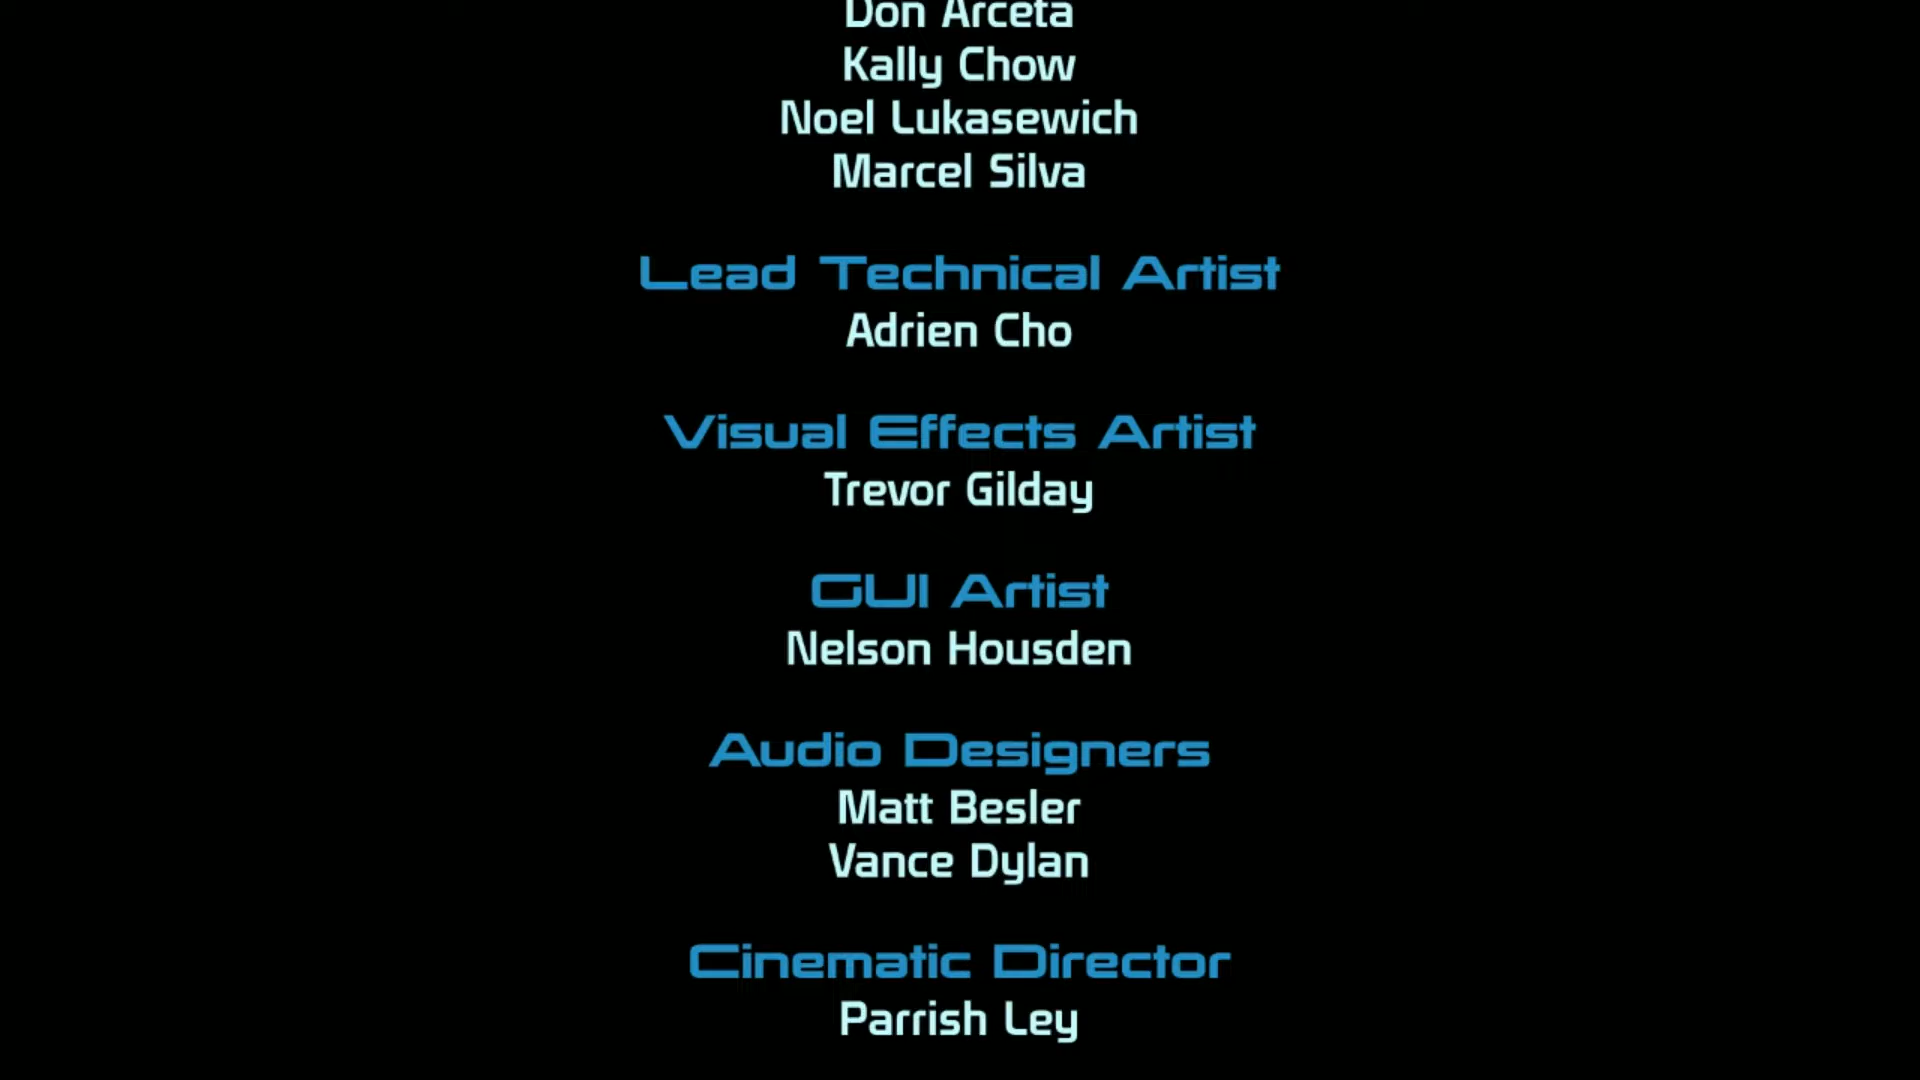 Don Arceta
Kally Chow
Noel Lukasewich
Marcel Silva
Lead Technical Artist
Adrien Cho
Visual Effects Artist
Trevor Gilday
GUI Artist
Nelson Housden
Audio Designers
Matt Besler
Vance Dylan
Cinematic Director
Parrish Ley